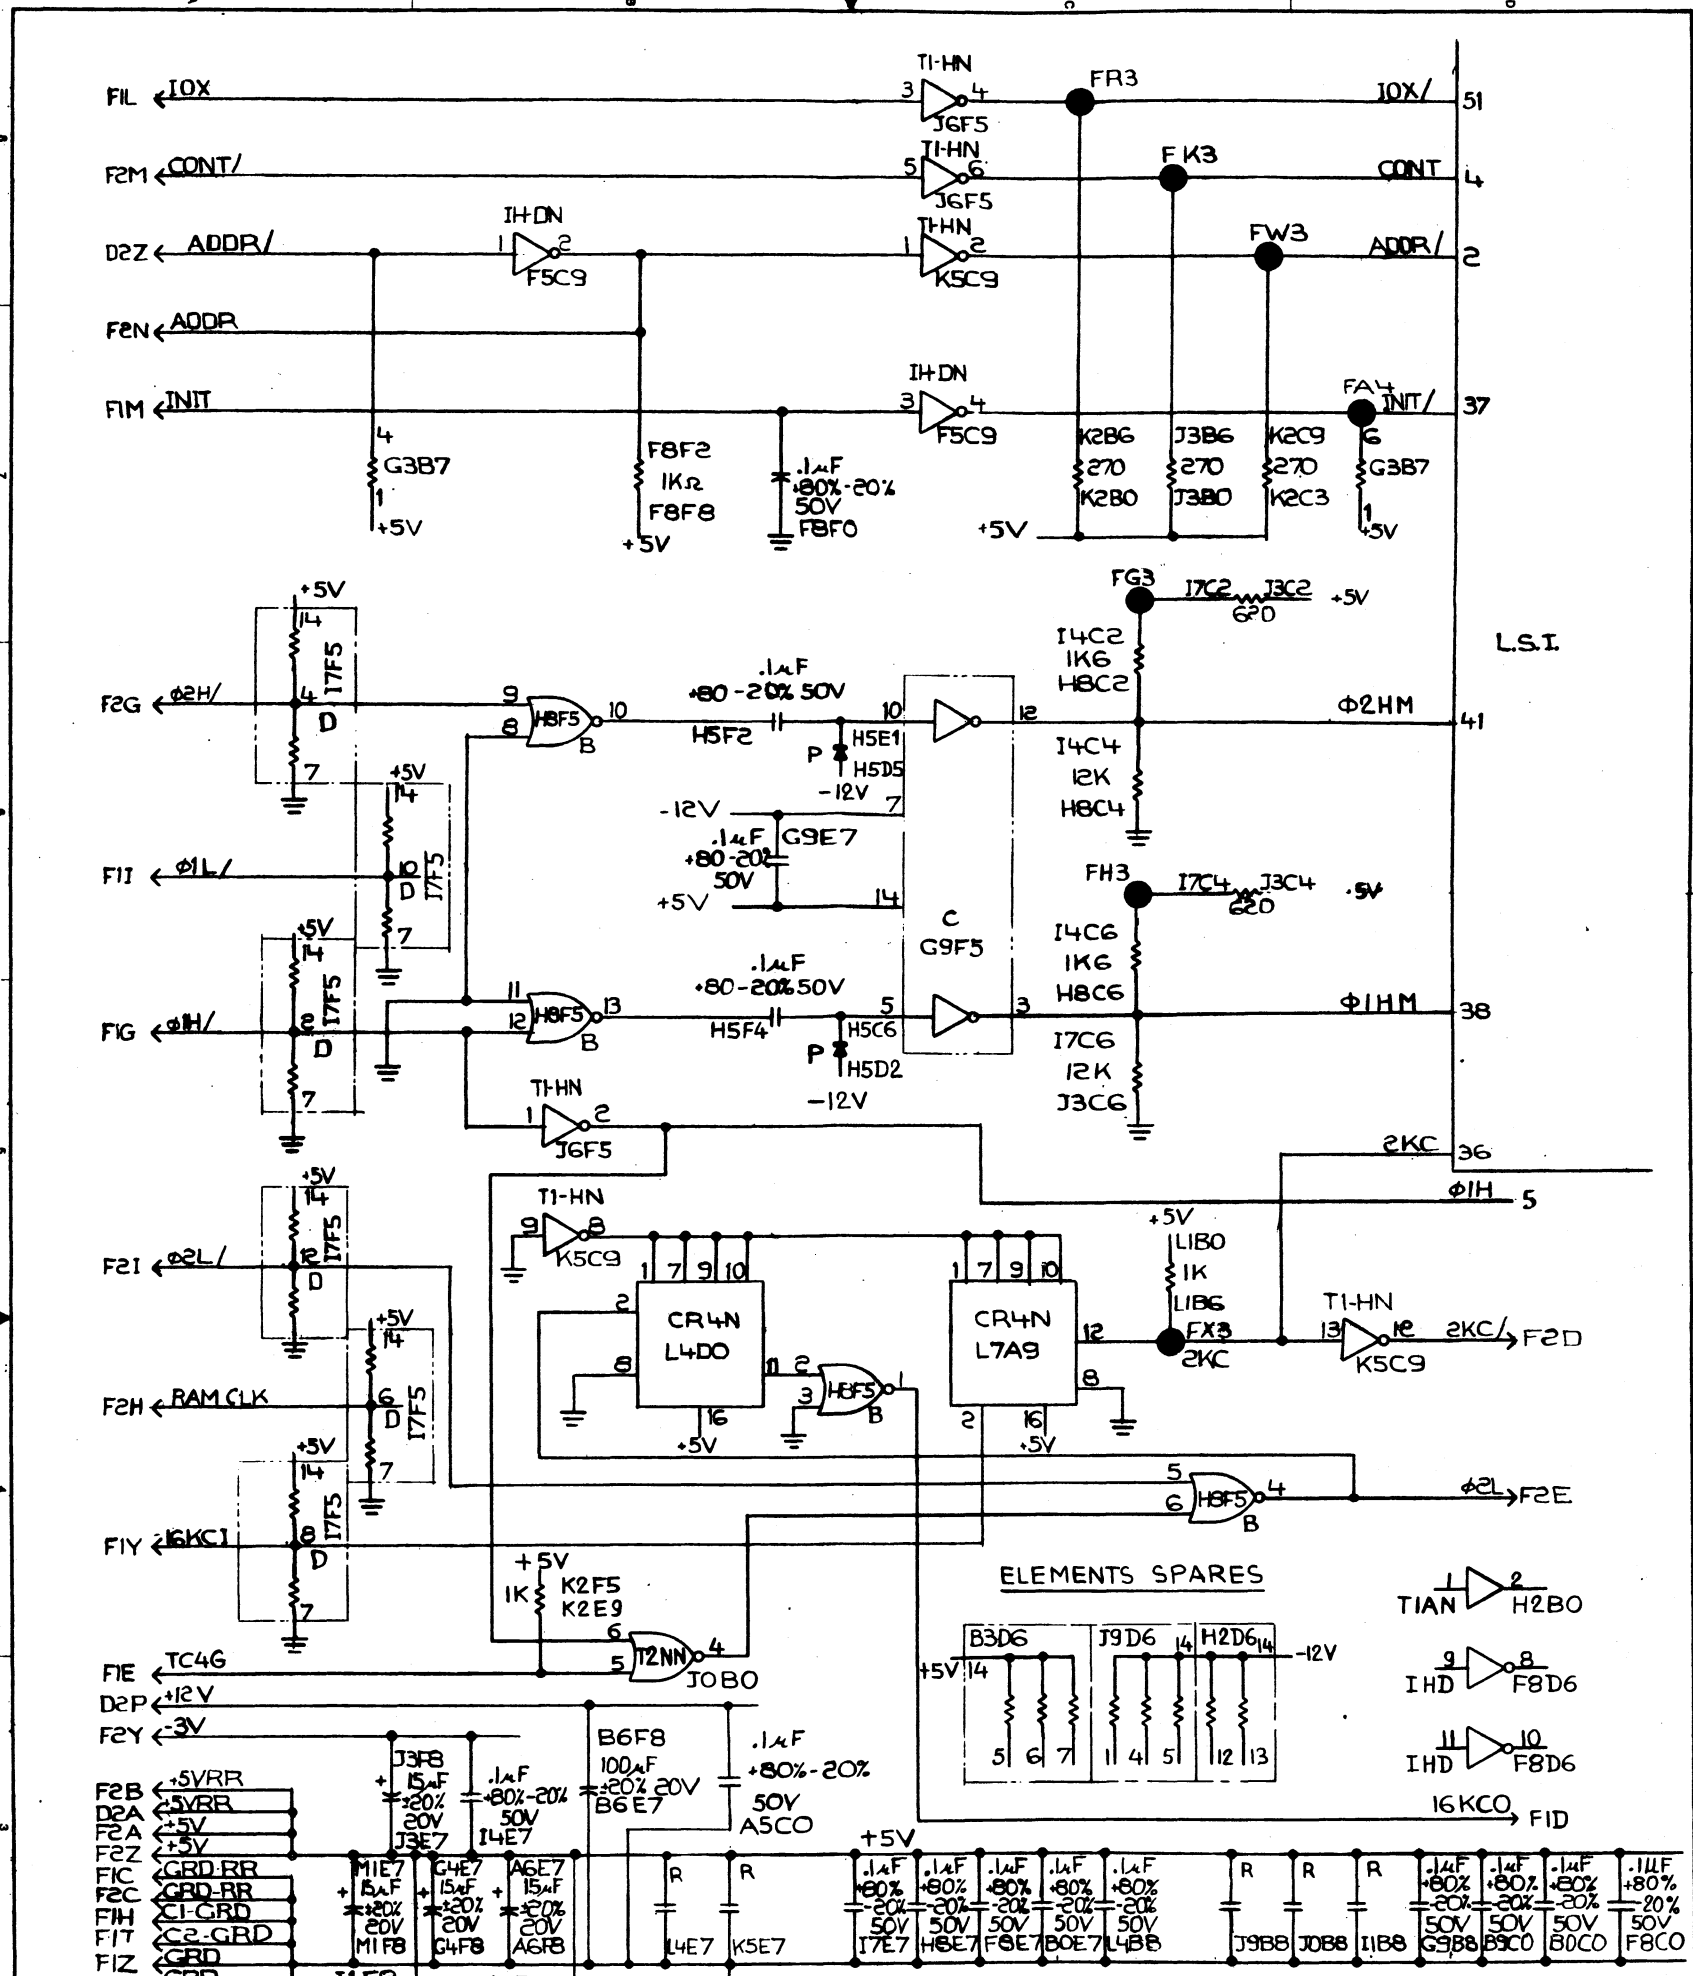 T1-HN
F1L IOX 3 4 FR3 IOX/ 51
J6F5
T1-HN
F2M CONT/ 5 6 FK3 CONT 4
J6F5
IHDN T1-HN
D2Z ADDR/ 1 2 1 2 FW3 ADDR/ 2
F5C9 K5C9
F2N ADDR
IHDN
F1M INIT 3 4 FA4 INIT/ 37
F5C9
4 G3B7 1 +5V
F8F2 1KΩ F8F8 +5V
.1µF
+80%-20%
50V
F8F0
K2B6 270 K2B0
J3B6 270 J3B0
K2C9 270 K2C3
6 G3B7 1 +5V
+5V
FG3 I7C2 J3C2 +5V
620
L.S.I.
+5V 14 I7F5
F2G ϕ2H/ 4 D 7
9 8 H8F5 10 B
.1µF
+80-20% 50V
H5F2
P H5E1 H5D5
-12V
10 12
I4C2 1K6 H8C2
Φ2HM 41
I4C4 12K H8C4
-12V 7
.1µF G9E7
+80-20%
50V
+5V 14
C
G9F5
+5V 14
F1I ϕ1L/ 10 D I7F5 7
FH3 I7C4 J3C4 +5V
620
I4C6 1K6 H8C6
+5V 14 I7F5
F1G ϕ1H/ 2 D 7
11 12 H8F5 13 B
.1µF
+80-20% 50V
H5F4
P H5C6 H5D2
-12V
5 3
Φ1HM 38
I7C6 12K J3C6
T1-HN
1 2
J6F5
2KC 36
ϕ1H 5
T1-HN
9 8
K5C9
+5V 14 I7F5
F2I ϕ2L/ 12 D
1 7 9 10
2 CR4N
L4D0
8 11 16
+5V
2 3 H8F5 1 B
1 7 9 10
CR4N 12
L7A9
8 2 16
+5V
+5V L1B0 1K L1B6
FX3
2KC
T1-HN
13 12 2KC/ F2D
K5C9
+5V 14
F2H RAM CLK 6 D I7F5 7
5 6 H8F5 4 B ϕ2L F2E
+5V 14 I7F5
F1Y 16KCI 8 D 7
+5V
1K K2F5
K2E9
F1E TC4G 6 5 T2NN 4
J0B0
ELEMENTS SPARES
B3D6 J9D6 14 H2D6 14 -12V
+5V 14
5 6 7 1 4 5 12 13
T1AN 1 2 H2B0
IHD 9 8 F8D6
IHD 11 10 F8D6
16KCO F1D
D2P +12V
F2Y -3V
J3F8 15µF ±20% 20V J3E7
.1µF +80%-20% 50V I4E7
B6F8 100µF ±20% 20V B6E7
.1µF +80%-20% 50V A5C0
F2B +5VRR
D2A +5VRR
F2A +5V
F2Z +5V
F1C GRD-RR
F2C GRD-RR
F1H C1-GRD
F1T C2-GRD
F1Z GRD
GRD
M1E7 15µF ±20% 20V M1F8
G4E7 15µF ±20% 20V G4F8
A6E7 15µF ±20% 20V A6F8
R L4E7
R K5E7
+5V
.1µF +80% -20% 50V I7E7
.1µF +80% -20% 50V H8E7
.1µF +80% -20% 50V F8E7
.1µF +80% -20% 50V B0E7
.1µF +80% -20% 50V L4B8
R J9B8
R J0B8
R I1B8
.1µF +80% -20% 50V G9B8
.1µF +80% -20% 50V B9C0
.1µF +80% -20% 50V B0C0
.1µF +80% -20% 50V F8C0